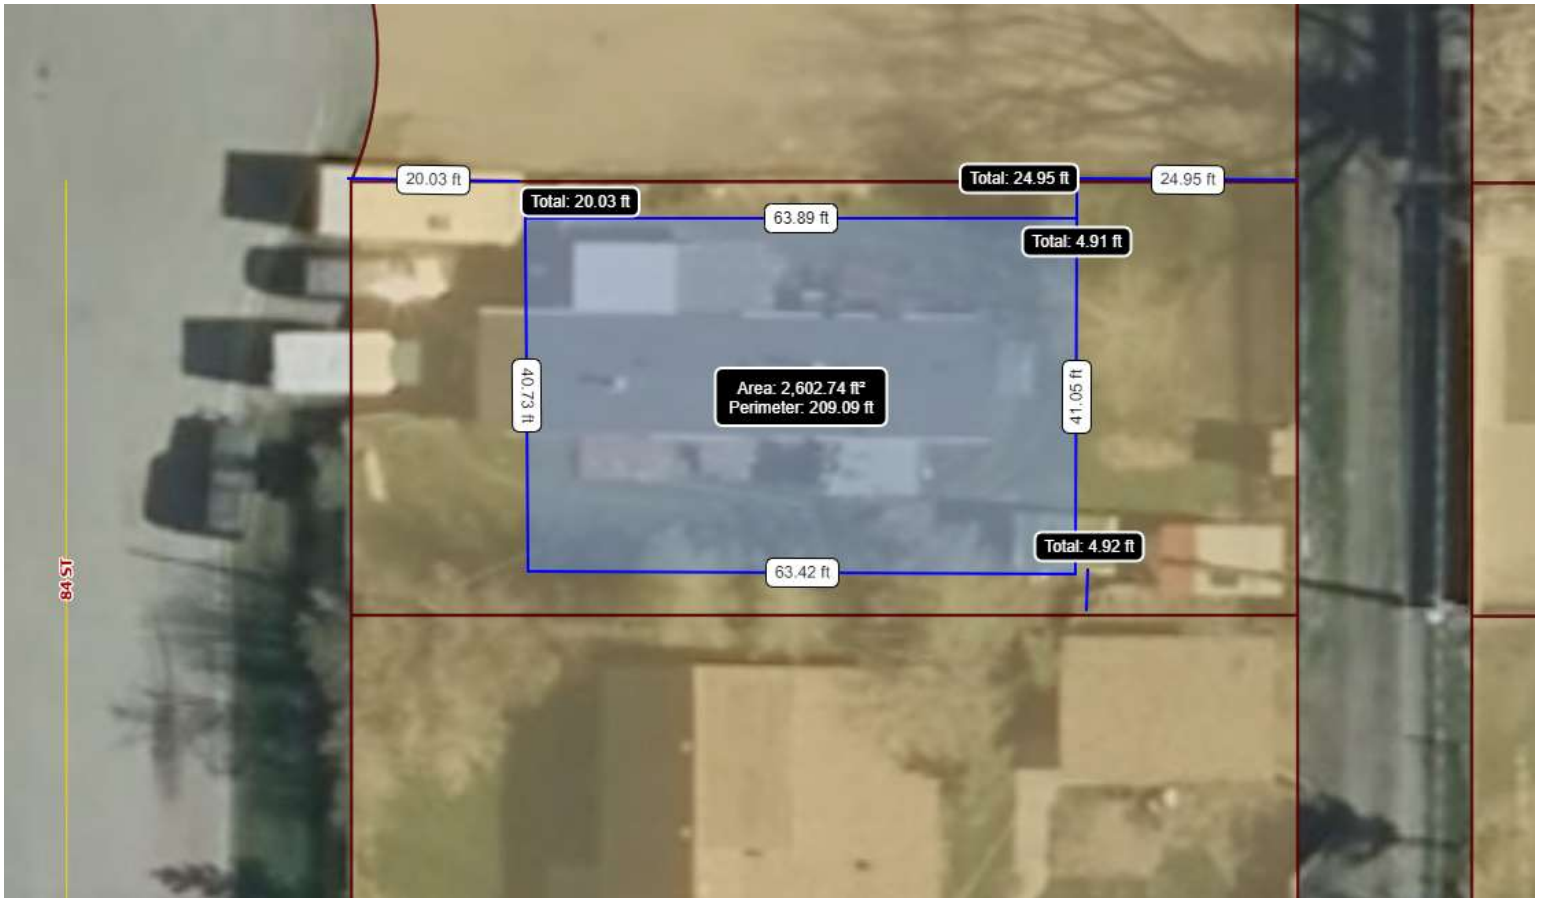 20.03 ft
Total: 24.95 ft
24.95 ft
Total: 20.03 ft
63.89 ft
Total: 4.91 ft
40.73 ft
Area: 2,602.74 ft²
Perimeter: 209.09 ft
41.05 ft
Total: 4.92 ft
63.42 ft
84 ST